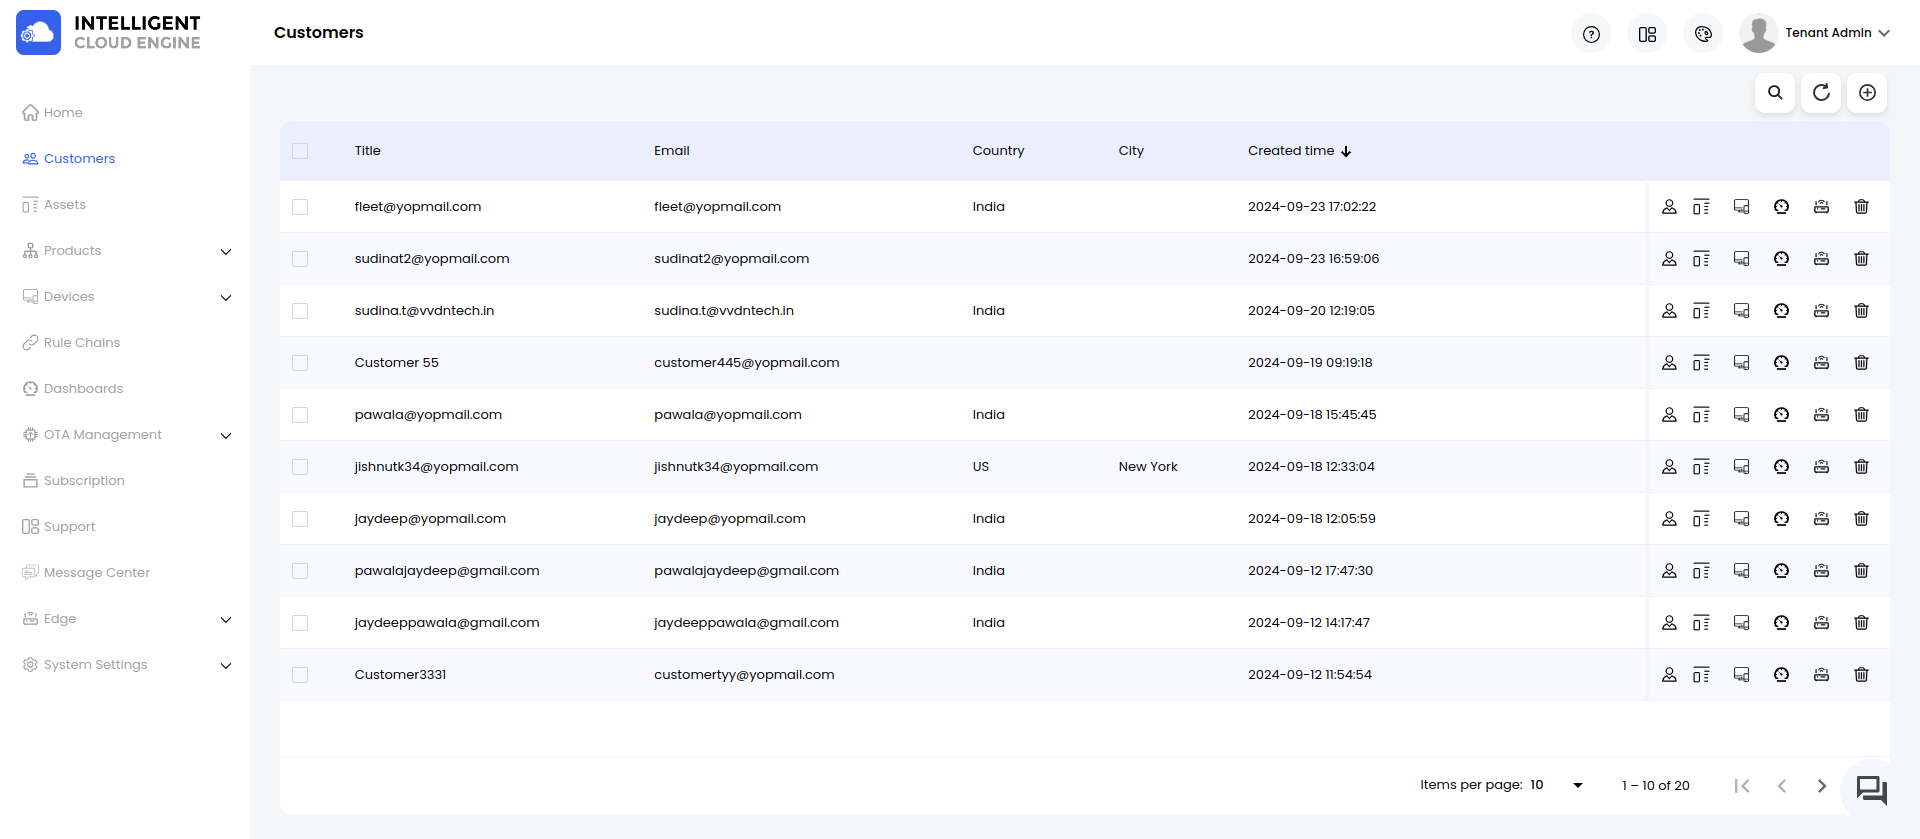 INTELLIGENT
CLOUD ENGINE
Customers
Tenant Admin
Home
Customers
Assets
Products
Devices
Rule Chains
Dashboards
OTA Management
Subscription
Support
Message Center
Edge
System Settings
Title Email Country City Created time
fleet@yopmail.com fleet@yopmail.com India 2024-09-23 17:02:22
sudinat2@yopmail.com sudinat2@yopmail.com 2024-09-23 16:59:06
sudina.t@vvdntech.in sudina.t@vvdntech.in India 2024-09-20 12:19:05
Customer 55 customer445@yopmail.com 2024-09-19 09:19:18
pawala@yopmail.com pawala@yopmail.com India 2024-09-18 15:45:45
jishnutk34@yopmail.com jishnutk34@yopmail.com US New York 2024-09-18 12:33:04
jaydeep@yopmail.com jaydeep@yopmail.com India 2024-09-18 12:05:59
pawalajaydeep@gmail.com pawalajaydeep@gmail.com India 2024-09-12 17:47:30
jaydeeppawala@gmail.com jaydeeppawala@gmail.com India 2024-09-12 14:17:47
Customer3331 customertyy@yopmail.com 2024-09-12 11:54:54
Items per page: 10 1 – 10 of 20